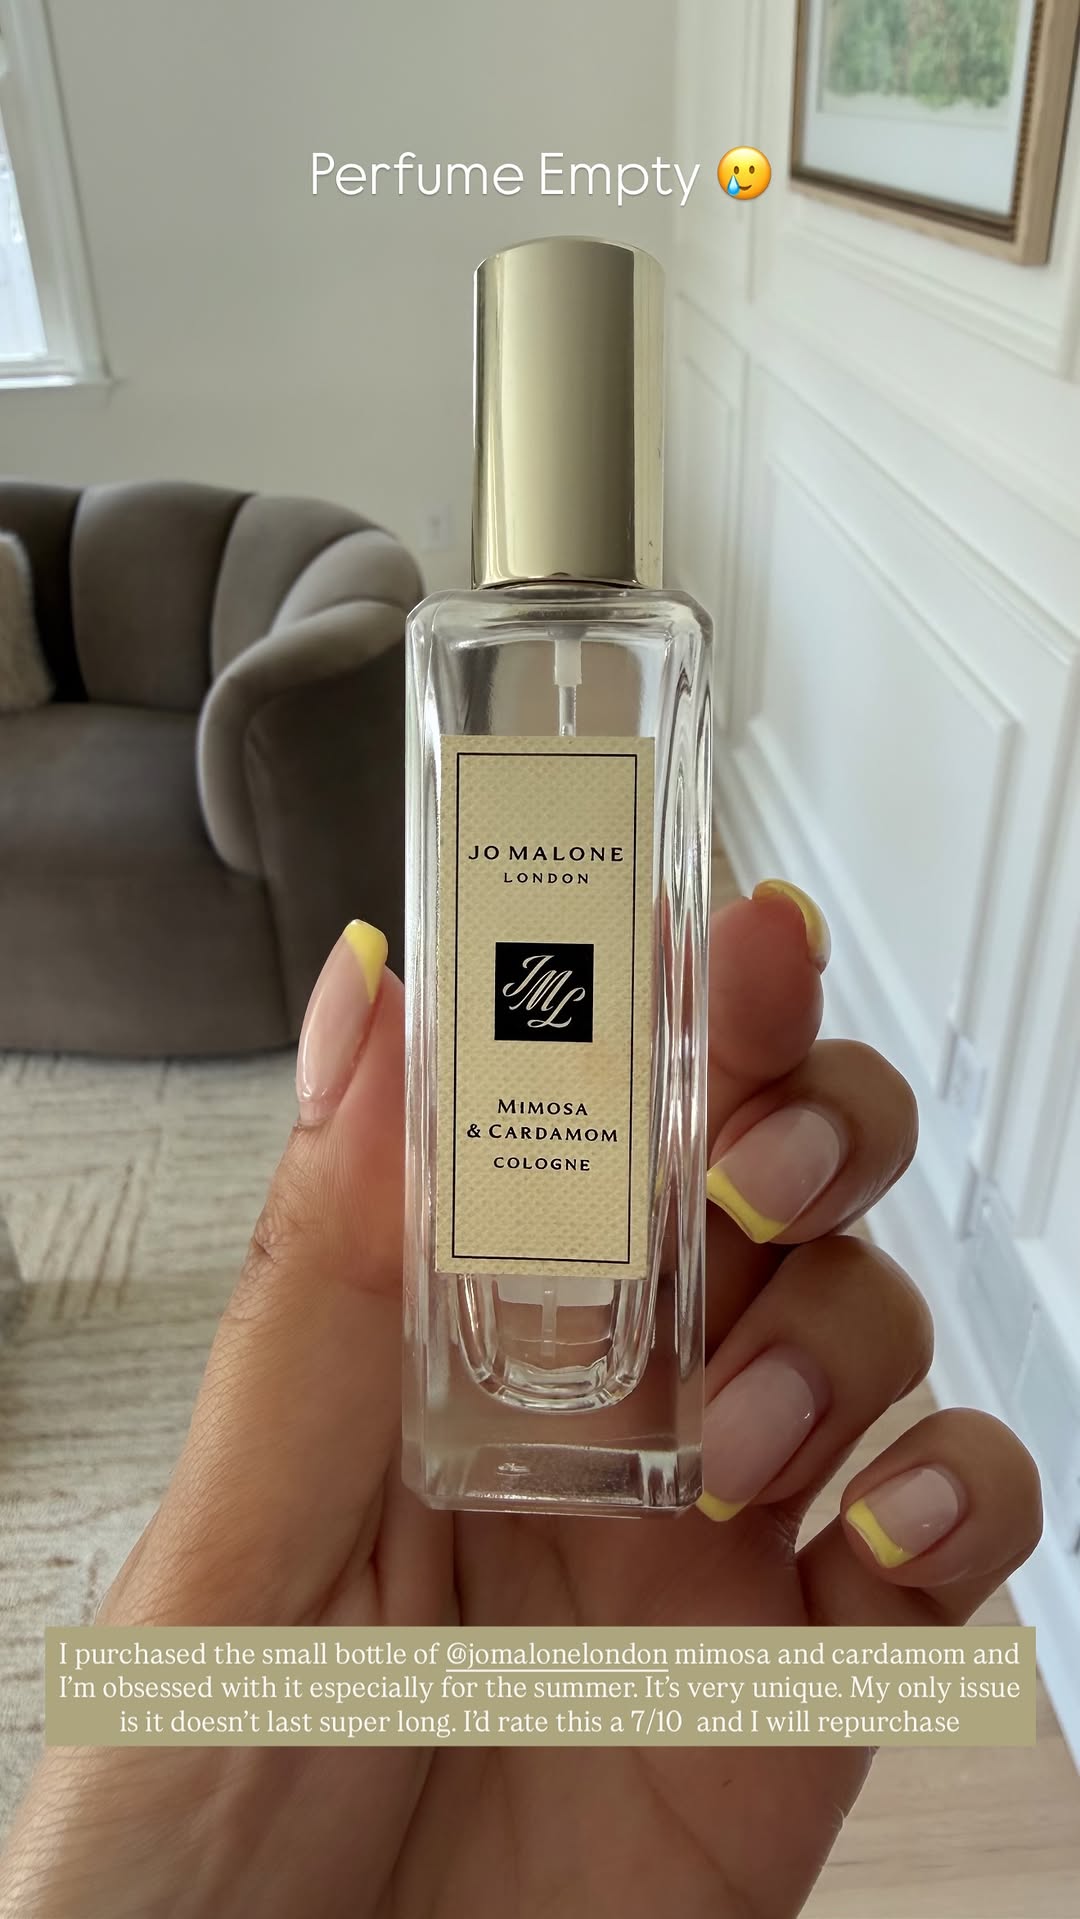 Perfume Empty 🥲
JO MALONE
LONDON
JML
MIMOSA
& CARDAMOM
COLOGNE
I purchased the small bottle of @jomalonelondon mimosa and cardamom and
I'm obsessed with it especially for the summer. It's very unique. My only issue
is it doesn't last super long. I'd rate this a 7/10 and I will repurchase